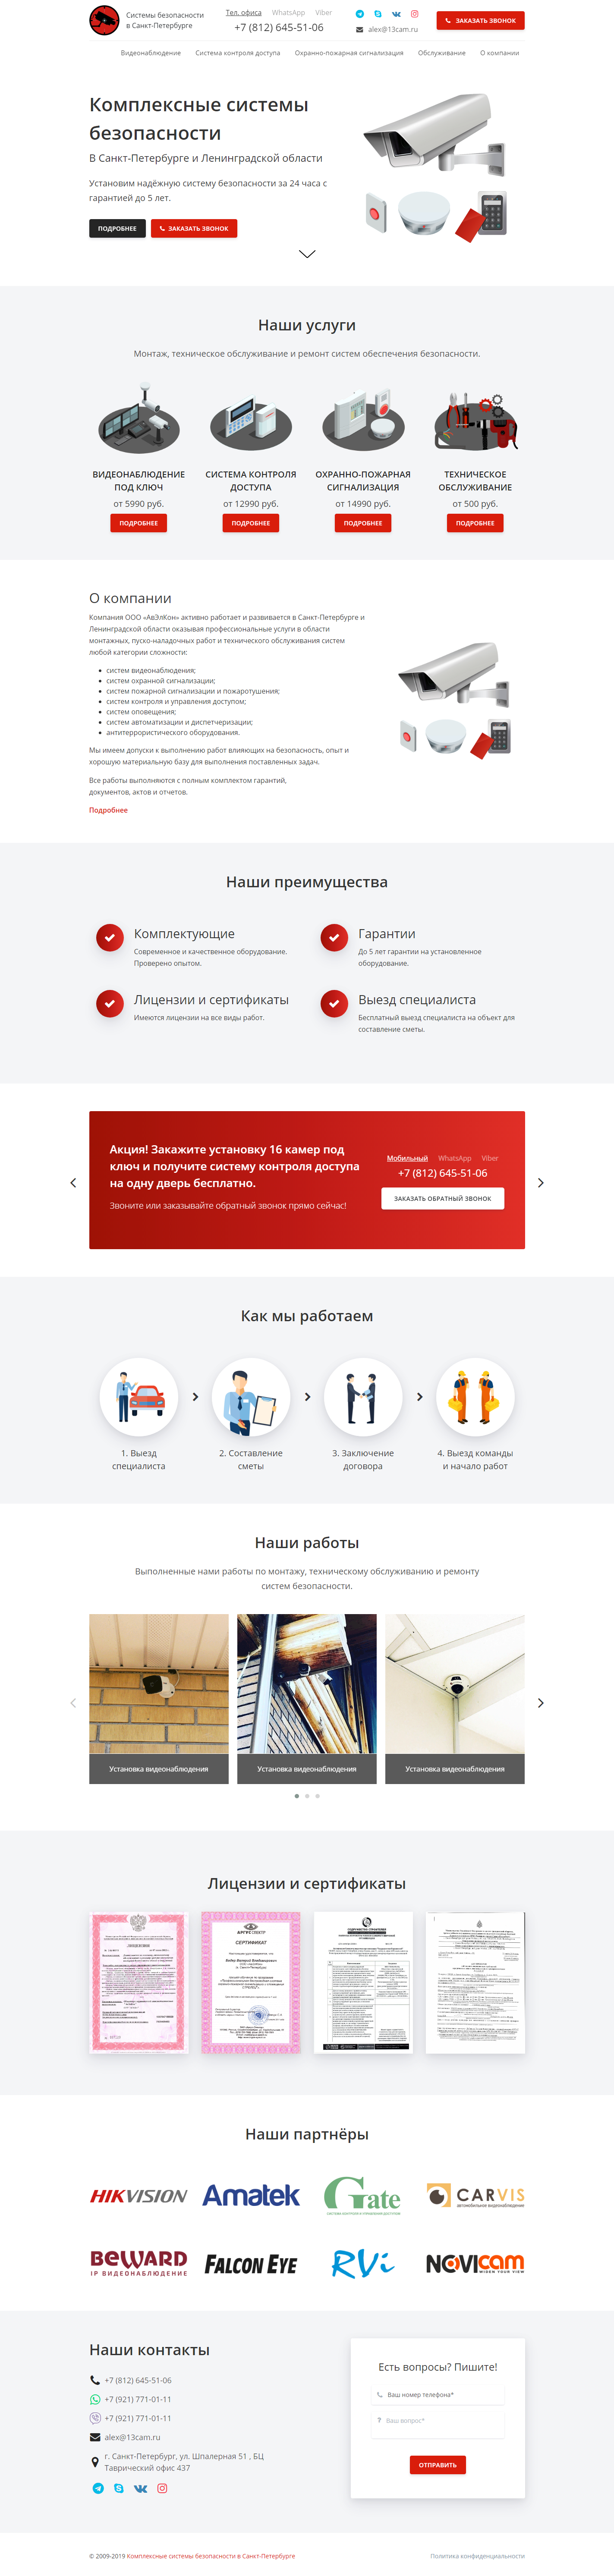 Системы безопасности
в Санкт-Петербурге
Тел. офиса WhatsApp Viber
+7 (812) 645-51-06
alex@13cam.ru
ЗАКАЗАТЬ ЗВОНОК
Видеонаблюдение Система контроля доступа Охранно-пожарная сигнализация Обслуживание О компании
Комплексные системы
безопасности
В Санкт-Петербурге и Ленинградской области
Установим надёжную систему безопасности за 24 часа с
гарантией до 5 лет.
ПОДРОБНЕЕ ЗАКАЗАТЬ ЗВОНОК
Наши услуги
Монтаж, техническое обслуживание и ремонт систем обеспечения безопасности.
ВИДЕОНАБЛЮДЕНИЕ
ПОД КЛЮЧ
от 5990 руб.
ПОДРОБНЕЕ
СИСТЕМА КОНТРОЛЯ
ДОСТУПА
от 12990 руб.
ПОДРОБНЕЕ
ОХРАННО-ПОЖАРНАЯ
СИГНАЛИЗАЦИЯ
от 14990 руб.
ПОДРОБНЕЕ
ТЕХНИЧЕСКОЕ
ОБСЛУЖИВАНИЕ
от 500 руб.
ПОДРОБНЕЕ
О компании
Компания ООО «АвЭлКон» активно работает и развивается в Санкт-Петербурге и
Ленинградской области оказывая профессиональные услуги в области
монтажных, пуско-наладочных работ и технического обслуживания систем
любой категории сложности:
систем видеонаблюдения;
систем охранной сигнализации;
систем пожарной сигнализации и пожаротушения;
систем контроля и управления доступом;
систем оповещения;
систем автоматизации и диспетчеризации;
антитеррористического оборудования.
Мы имеем допуски к выполнению работ влияющих на безопасность, опыт и
хорошую материальную базу для выполнения поставленных задач.
Все работы выполняются с полным комплектом гарантий,
документов, актов и отчетов.
Подробнее
Наши преимущества
Комплектующие
Современное и качественное оборудование.
Проверено опытом.
Гарантии
До 5 лет гарантии на установленное
оборудование.
Лицензии и сертификаты
Имеются лицензии на все виды работ.
Выезд специалиста
Бесплатный выезд специалиста на объект для
составление сметы.
Акция! Закажите установку 16 камер под
ключ и получите систему контроля доступа
на одну дверь бесплатно.
Звоните или заказывайте обратный звонок прямо сейчас!
Мобильный WhatsApp Viber
+7 (812) 645-51-06
ЗАКАЗАТЬ ОБРАТНЫЙ ЗВОНОК
Как мы работаем
1. Выезд
специалиста
2. Составление
сметы
3. Заключение
договора
4. Выезд команды
и начало работ
Наши работы
Выполненные нами работы по монтажу, техническому обслуживанию и ремонту
систем безопасности.
Установка видеонаблюдения
Установка видеонаблюдения
Установка видеонаблюдения
Лицензии и сертификаты
АРГУССПЕКТР
СЕРТИФИКАТ
Наши партнёры
HIKVISION
Amatek
Gate
CARVIS
автомобильное видеонаблюдение
BEWARD
IP ВИДЕОНАБЛЮДЕНИЕ
FALCON EYE
RVi
NOVIcam
WIDEN YOUR VIEW
Наши контакты
+7 (812) 645-51-06
+7 (921) 771-01-11
+7 (921) 771-01-11
alex@13cam.ru
г. Санкт-Петербург, ул. Шпалерная 51 , БЦ
Таврический офис 437
Есть вопросы? Пишите!
Ваш номер телефона*
Ваш вопрос*
ОТПРАВИТЬ
© 2009-2019 Комплексные системы безопасности в Санкт-Петербурге
Политика конфиденциальности